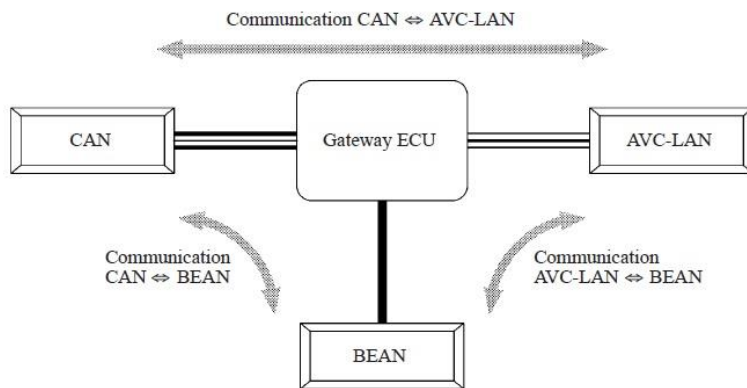 Communication CAN ⇔ AVC-LAN
CAN
Gateway ECU
AVC-LAN
Communication
CAN ⇔ BEAN
Communication
AVC-LAN ⇔ BEAN
BEAN